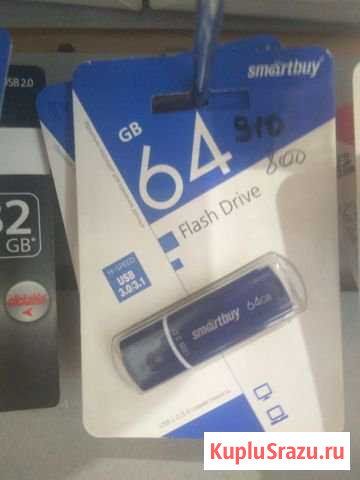 smartbuy
GB
64
910
800
Flash Drive
USB 2.0
32
GB*
HI-SPEED
USB
3.0/3.1
smartbuy
64GB
KupluSrazu.ru